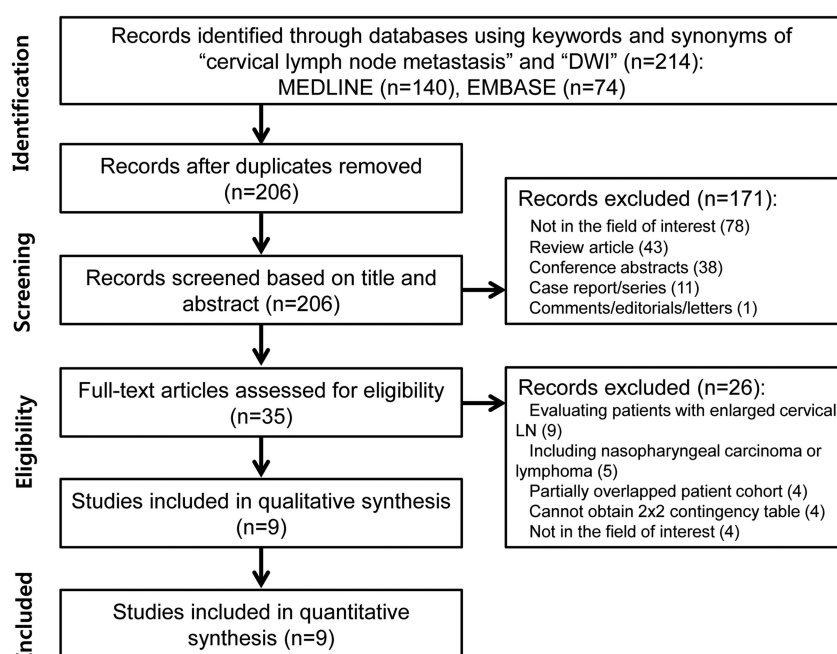 Identification
Records identified through databases using keywords and synonyms of
“cervical lymph node metastasis” and “DWI” (n=214):
MEDLINE (n=140), EMBASE (n=74)
Records after duplicates removed
(n=206)
Screening
Records screened based on title and
abstract (n=206)
Records excluded (n=171):
Not in the field of interest (78)
Review article (43)
Conference abstracts (38)
Case report/series (11)
Comments/editorials/letters (1)
Eligibility
Full-text articles assessed for eligibility
(n=35)
Records excluded (n=26):
Evaluating patients with enlarged cervical
LN (9)
Including nasopharyngeal carcinoma or
lymphoma (5)
Partially overlapped patient cohort (4)
Cannot obtain 2x2 contingency table (4)
Not in the field of interest (4)
Studies included in qualitative synthesis
(n=9)
Included
Studies included in quantitative
synthesis (n=9)